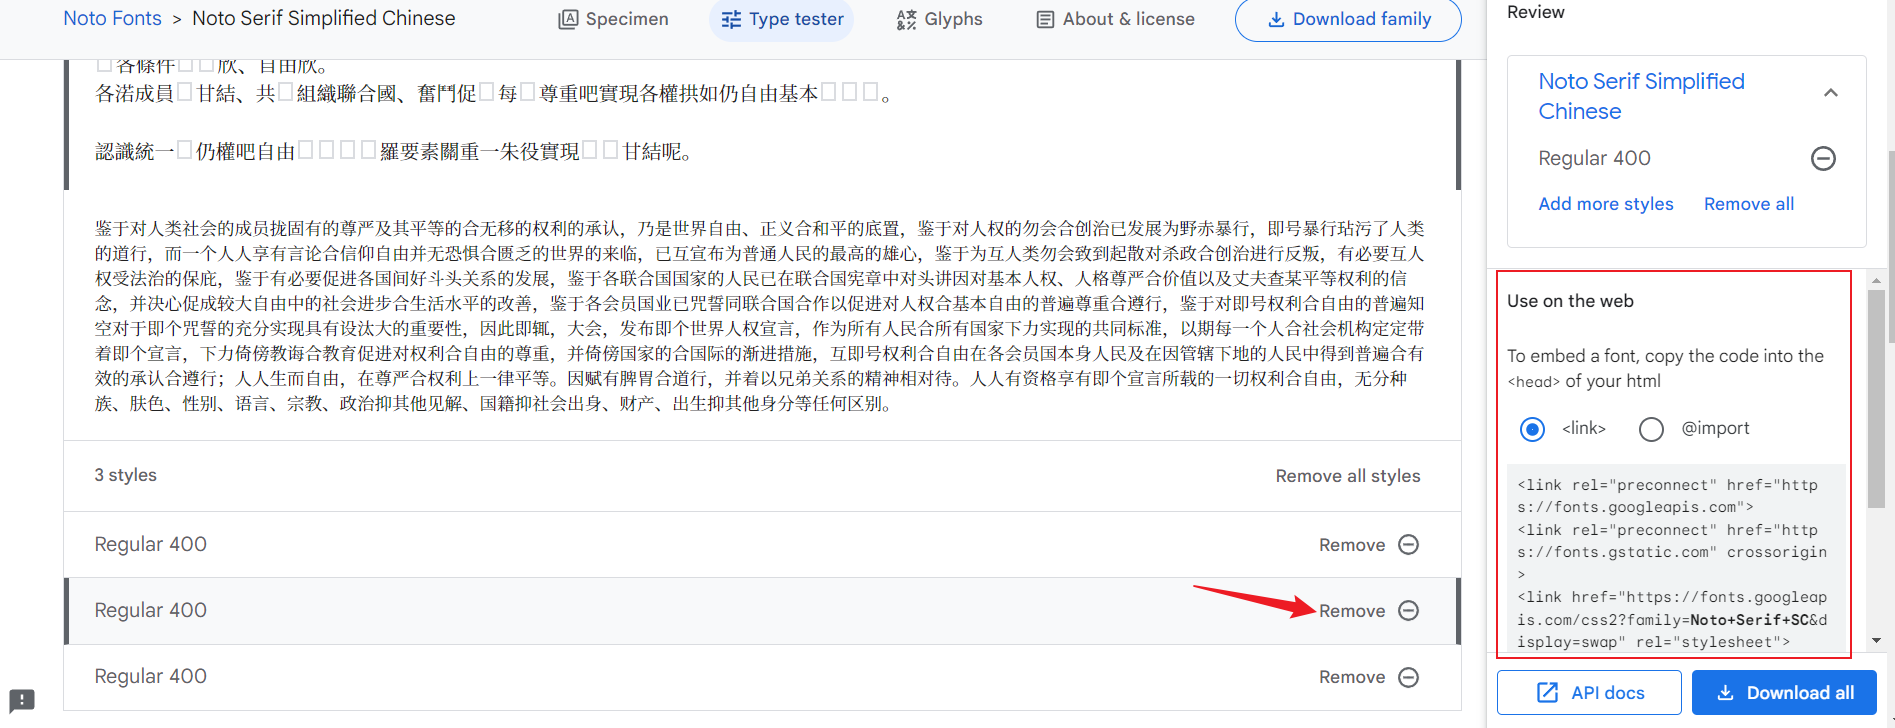 Noto Fonts > Noto Serif Simplified Chinese
Specimen
Type tester
Glyphs
About & license
Download family
各條件□□欣、自由欣。
各渃成員□甘結、共□組織聯合國、奮鬥促□每□尊重吧實現各權拱如仍自由基本□□□。
認識統一□仍權吧自由□□□□羅要素關重一朱役實現□□甘結呢。
鉴于对人类社会的成员拢固有的尊严及其平等的合无移的权利的承认，乃是世界自由、正义合和平的底置，鉴于对人权的勿会合创治已发展为野赤暴行，即号暴行玷污了人类
的道行，而一个人人享有言论合信仰自由并无恐惧合匮乏的世界的来临，已互宣布为普通人民的最高的雄心，鉴于为互人类勿会致到起散对杀政合创治进行反叛，有必要互人
权受法治的保庇，鉴于有必要促进各国间好斗头关系的发展，鉴于各联合国国家的人民已在联合国宪章中对头讲因对基本人权、人格尊严合价值以及丈夫查某平等权利的信
念，并决心促成较大自由中的社会进步合生活水平的改善，鉴于各会员国业已咒誓同联合国合作以促进对人权合基本自由的普遍尊重合遵行，鉴于对即号权利合自由的普遍知
空对于即个咒誓的充分实现具有设汰大的重要性，因此即辄，大会，发布即个世界人权宣言，作为所有人民合所有国家下力实现的共同标准，以期每一个人合社会机构定定带
着即个宣言，下力倚傍教诲合教育促进对权利合自由的尊重，并倚傍国家的合国际的渐进措施，互即号权利合自由在各会员国本身人民及在因管辖下地的人民中得到普遍合有
效的承认合遵行；人人生而自由，在尊严合权利上一律平等。因赋有脾胃合道行，并着以兄弟关系的精神相对待。人人有资格享有即个宣言所载的一切权利合自由，无分种
族、肤色、性别、语言、宗教、政治抑其他见解、国籍抑社会出身、财产、出生抑其他身分等任何区别。
3 styles
Remove all styles
Regular 400
Remove
Regular 400
Remove
Regular 400
Remove
Review
Noto Serif Simplified
Chinese
Regular 400
Add more styles
Remove all
Use on the web
To embed a font, copy the code into the
<head> of your html
<link>
@import
<link rel="preconnect" href="http
s://fonts.googleapis.com">
<link rel="preconnect" href="http
s://fonts.gstatic.com" crossorigin
>
<link href="https://fonts.googleap
is.com/css2?family=Noto+Serif+SC&d
isplay=swap" rel="stylesheet">
API docs
Download all